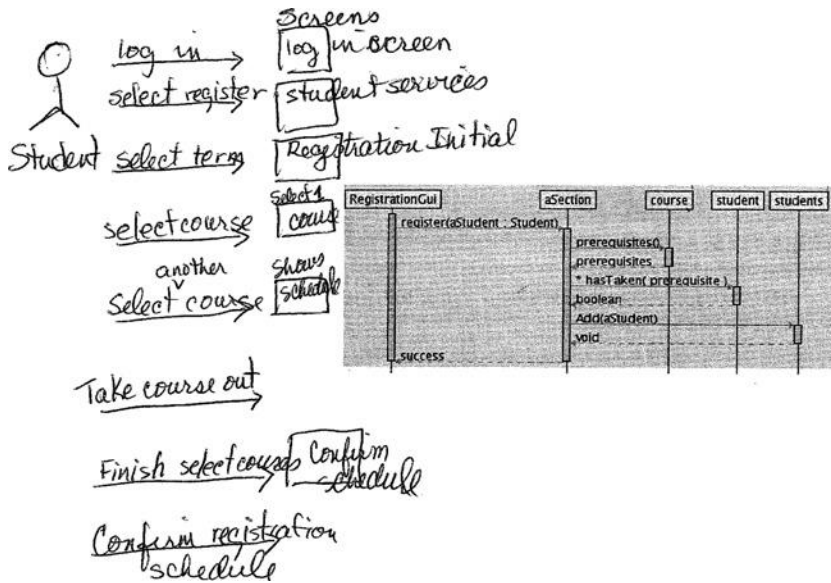 Screens
log in
log in screen
select register
student services
Student
select term
Registration Initial
select course
select 1
course
another
select course
shows
schedule
Take course out
Finish select courses
Confirm
schedule
Confirm registration
schedule
RegistrationGui
aSection
course
student
students
register(aStudent : Student)
prerequisites()
prerequisites
* hasTaken( prerequisite )
boolean
Add(aStudent)
void
success